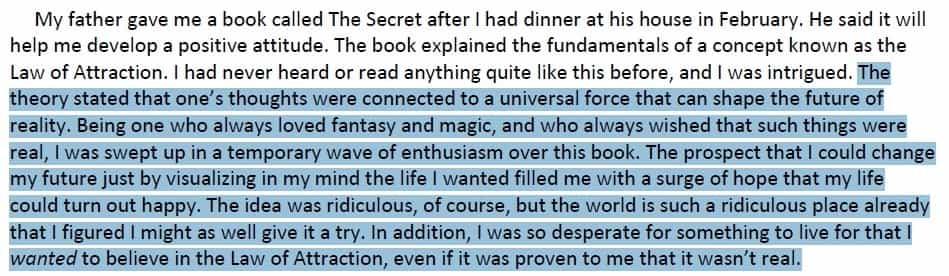 My father gave me a book called The Secret after I had dinner at his house in February. He said it will
help me develop a positive attitude. The book explained the fundamentals of a concept known as the
Law of Attraction. I had never heard or read anything quite like this before, and I was intrigued. The
theory stated that one’s thoughts were connected to a universal force that can shape the future of
reality. Being one who always loved fantasy and magic, and who always wished that such things were
real, I was swept up in a temporary wave of enthusiasm over this book. The prospect that I could change
my future just by visualizing in my mind the life I wanted filled me with a surge of hope that my life
could turn out happy. The idea was ridiculous, of course, but the world is such a ridiculous place already
that I figured I might as well give it a try. In addition, I was so desperate for something to live for that I
wanted to believe in the Law of Attraction, even if it was proven to me that it wasn’t real.